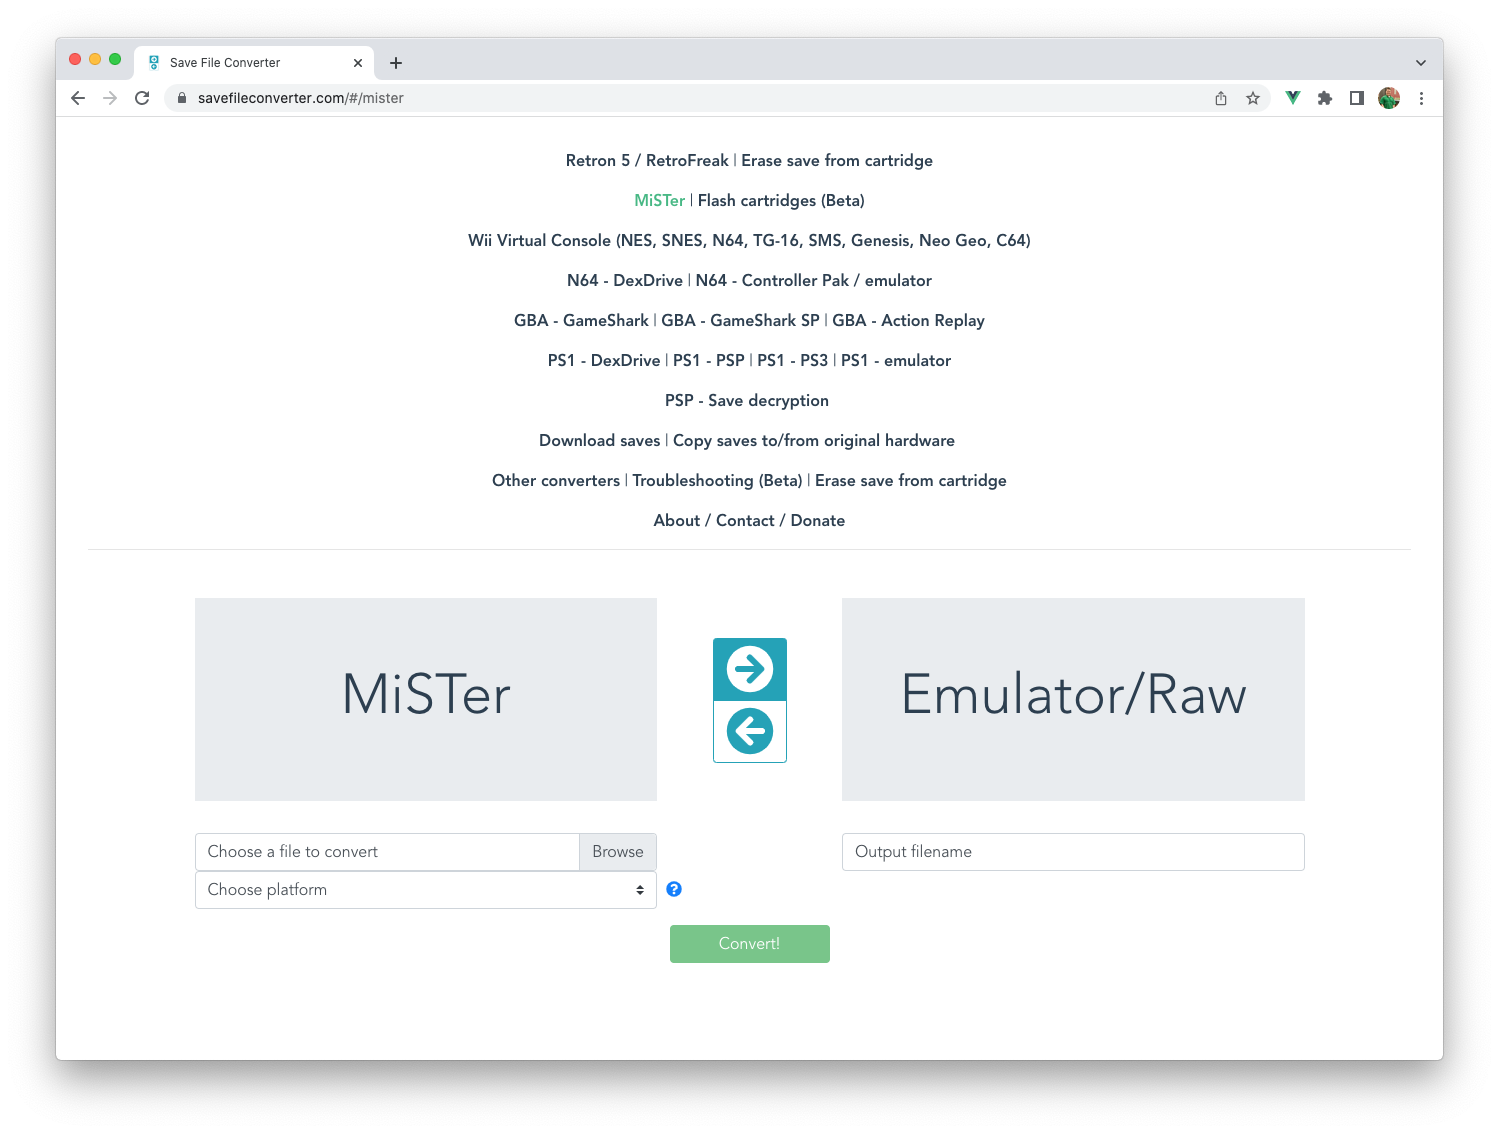 Save File Converter
savefileconverter.com/#/mister
Retron 5 / RetroFreak | Erase save from cartridge
MiSTer | Flash cartridges (Beta)
Wii Virtual Console (NES, SNES, N64, TG-16, SMS, Genesis, Neo Geo, C64)
N64 - DexDrive | N64 - Controller Pak / emulator
GBA - GameShark | GBA - GameShark SP | GBA - Action Replay
PS1 - DexDrive | PS1 - PSP | PS1 - PS3 | PS1 - emulator
PSP - Save decryption
Download saves | Copy saves to/from original hardware
Other converters | Troubleshooting (Beta) | Erase save from cartridge
About / Contact / Donate
MiSTer
Emulator/Raw
Choose a file to convert Browse
Output filename
Choose platform
Convert!